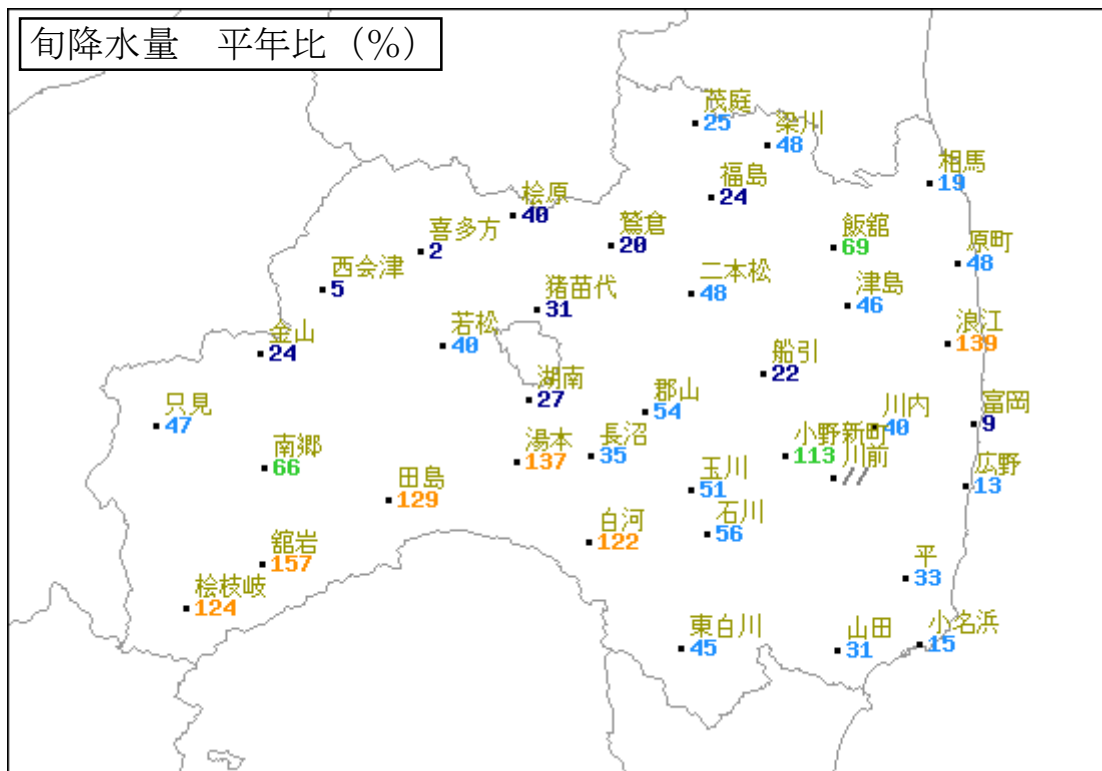 旬降水量　平年比（%）
茂庭
25
梁川
48
相馬
19
福島
24
桧原
40
鷲倉
20
喜多方
2
飯舘
69
原町
48
西会津
5
猪苗代
31
二本松
48
津島
46
金山
24
若松
40
浪江
139
船引
22
湖南
27
郡山
54
只見
47
川内
40
富岡
9
南郷
66
湯本
137
長沼
35
小野新町
113
川前
//
広野
13
田島
129
玉川
51
白河
122
石川
56
舘岩
157
桧枝岐
124
平
33
東白川
45
山田
31
小名浜
15